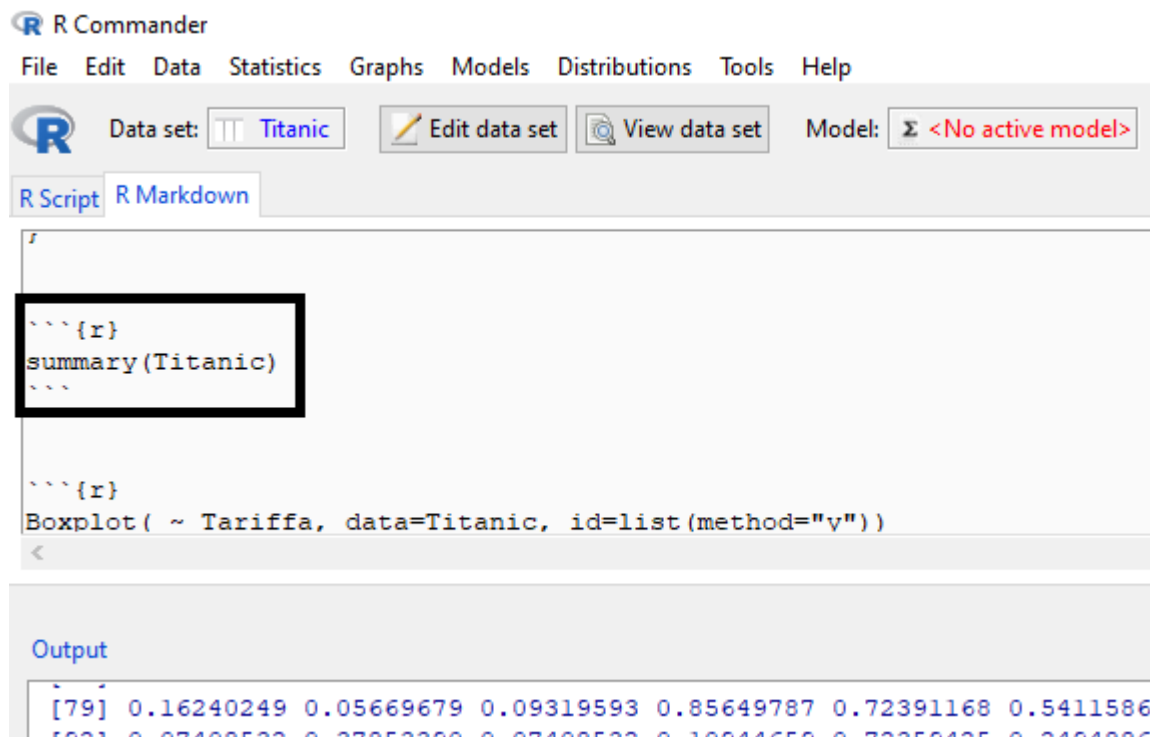 R Commander
File Edit Data Statistics Graphs Models Distributions Tools Help
R Data set: Titanic Edit data set View data set Model: Σ <No active model>
R Script R Markdown
```{r}
summary(Titanic)
```
```{r}
Boxplot( ~ Tariffa, data=Titanic, id=list(method="y"))
Output
[79] 0.16240249 0.05669679 0.09319593 0.85649787 0.72391168 0.5411586